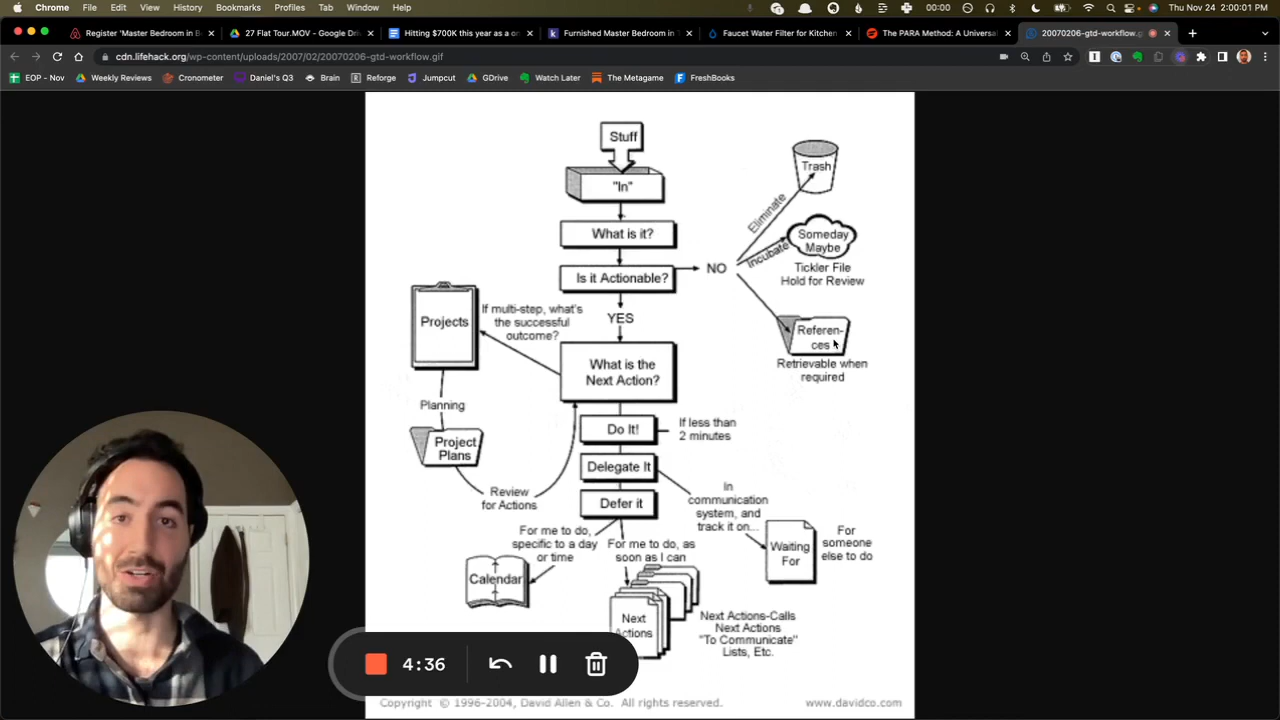 Chrome File Edit View History Bookmarks Profiles Tab Window Help 00:00 Thu Nov 24 2:00:01 PM
Register 'Master Bedroom in B 27 Flat Tour.MOV - Google Driv Hitting $700K this year as a on Furnished Master Bedroom in T Faucet Water Filter for Kitchen The PARA Method: A Universal 20070206-gtd-workflow.g
cdn.lifehack.org/wp-content/uploads/2007/02/20070206-gtd-workflow.gif
EOP - Nov Weekly Reviews Cronometer Daniel's Q3 Brain Reforge Jumpcut GDrive Watch Later The Metagame FreshBooks
Stuff
"In"
What is it?
Is it Actionable?
NO
Eliminate
Trash
Incubate
Someday
Maybe
Tickler File
Hold for Review
Referen-
ces
Retrievable when
required
YES
If multi-step, what's
the successful
outcome?
Projects
What is the
Next Action?
Planning
Project
Plans
Review
for Actions
Do It!
If less than
2 minutes
Delegate It
Defer it
In
communication
system, and
track it on...
Waiting
For
For
someone
else to do
For me to do,
specific to a day
or time
Calendar
For me to do, as
soon as I can
Next
Actions
Next Actions-Calls
Next Actions
"To Communicate"
Lists, Etc.
4:36
Copyright © 1996-2004, David Allen & Co. All rights reserved. www.davidco.com